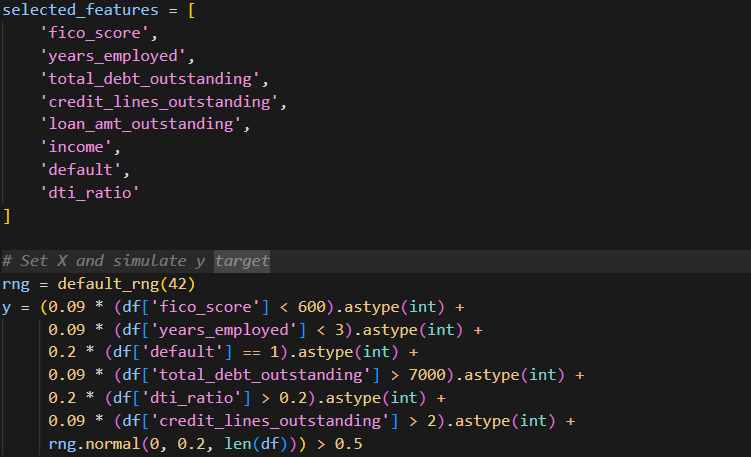 selected_features = [
    'fico_score',
    'years_employed',
    'total_debt_outstanding',
    'credit_lines_outstanding',
    'loan_amt_outstanding',
    'income',
    'default',
    'dti_ratio'
]
# Set X and simulate y target
rng = default_rng(42)
y = (0.09 * (df['fico_score'] < 600).astype(int) +
     0.09 * (df['years_employed'] < 3).astype(int) +
     0.2 * (df['default'] == 1).astype(int) +
     0.09 * (df['total_debt_outstanding'] > 7000).astype(int) +
     0.2 * (df['dti_ratio'] > 0.2).astype(int) +
     0.09 * (df['credit_lines_outstanding'] > 2).astype(int) +
     rng.normal(0, 0.2, len(df))) > 0.5